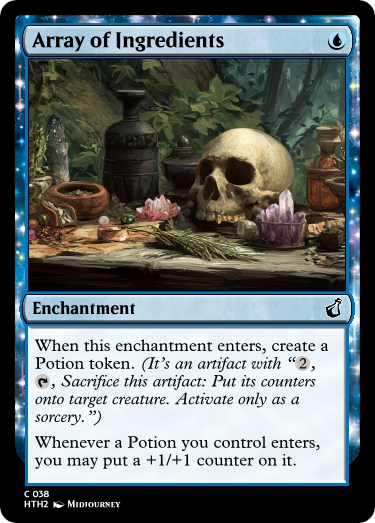 Array of Ingredients
Enchantment
When this enchantment enters, create a
Potion token. (It's an artifact with “2,
, Sacrifice this artifact: Put its counters
onto target creature. Activate only as a
sorcery.”)
Whenever a Potion you control enters,
you may put a +1/+1 counter on it.
C 038
HTH2 Midjourney